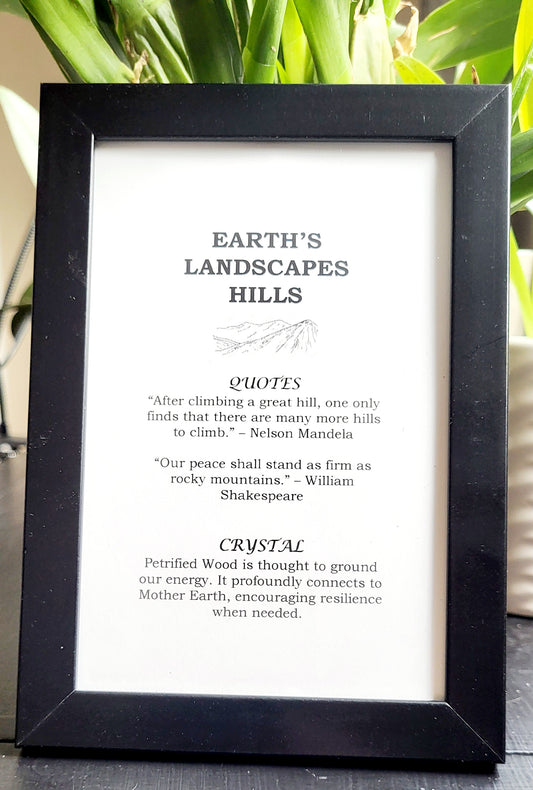 EARTH'S
LANDSCAPES
HILLS
QUOTES
“After climbing a great hill, one only
finds that there are many more hills
to climb.” – Nelson Mandela
“Our peace shall stand as firm as
rocky mountains.” – William
Shakespeare
CRYSTAL
Petrified Wood is thought to ground
our energy. It profoundly connects to
Mother Earth, encouraging resilience
when needed.